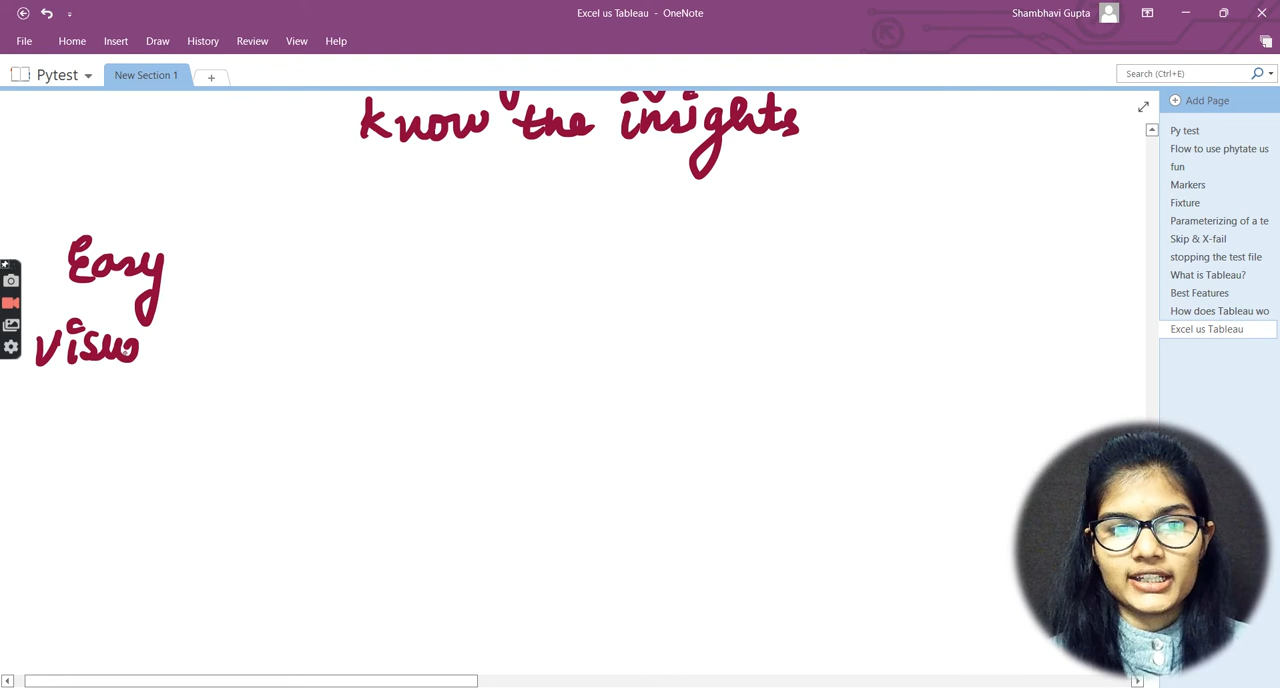 Excel us Tableau - OneNote
Shambhavi Gupta
File Home Insert Draw History Review View Help
Pytest
New Section 1
+
Search (Ctrl+E)
know the insights
Easy
Visua
Add Page
Py test
Flow to use phytate us
fun
Markers
Fixture
Parameterizing of a te
Skip & X-fail
stopping the test file
What is Tableau?
Best Features
How does Tableau wo
Excel us Tableau